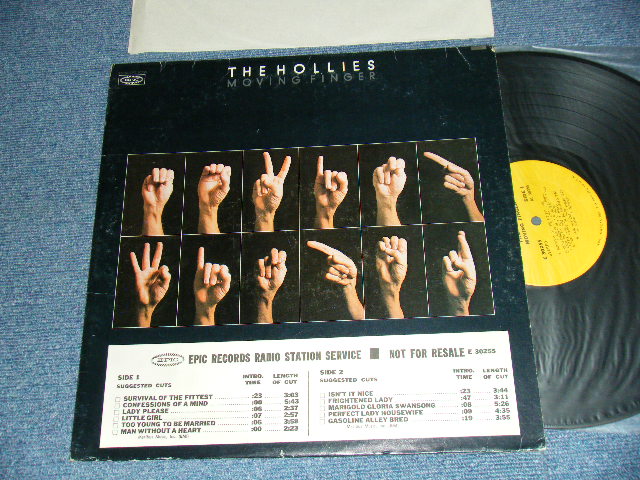 THE HOLLIES
MOVING FINGER
EPIC
EPIC RECORDS RADIO STATION SERVICE NOT FOR RESALE E 30255
SIDE 1 INTRO. TIME LENGTH OF CUT
SUGGESTED CUTS
SURVIVAL OF THE FITTEST :23 3:03
CONFESSIONS OF A MIND :08 5:43
LADY PLEASE :06 2:37
LITTLE GIRL :07 2:57
TOO YOUNG TO BE MARRIED :05 3:58
MAN WITHOUT A HEART :00 2:23
SIDE 2 INTRO. TIME LENGTH OF CUT
SUGGESTED CUTS
ISN'T IT NICE :23 3:44
FRIGHTENED LADY :47 3:11
MARIGOLD GLORIA SWANSONG :08 5:26
PERFECT LADY HOUSEWIFE :09 4:35
GASOLINE ALLEY BRED :19 3:55